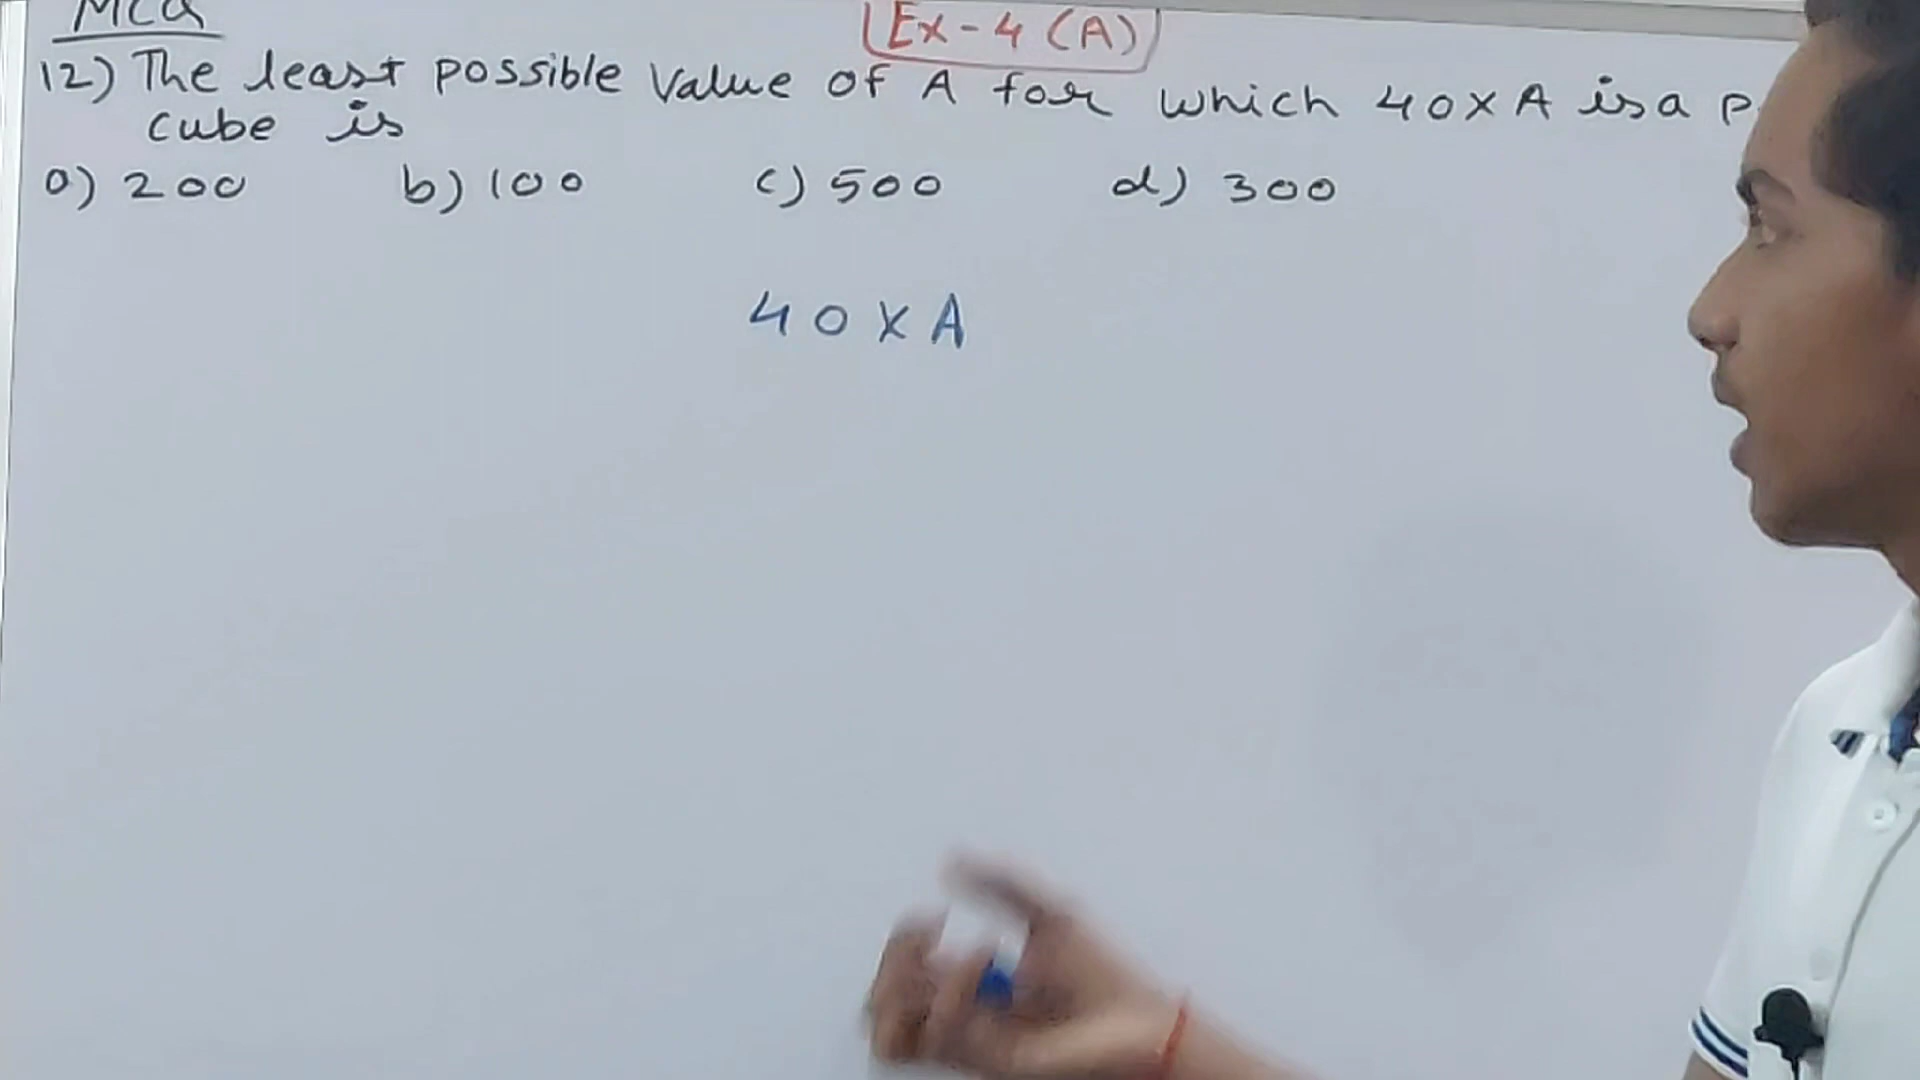 MCQ
Ex-4 (A)
12) The least possible value of A for which 40×A is a
cube is
a) 200 b) 100 c) 500 d) 300
40×A